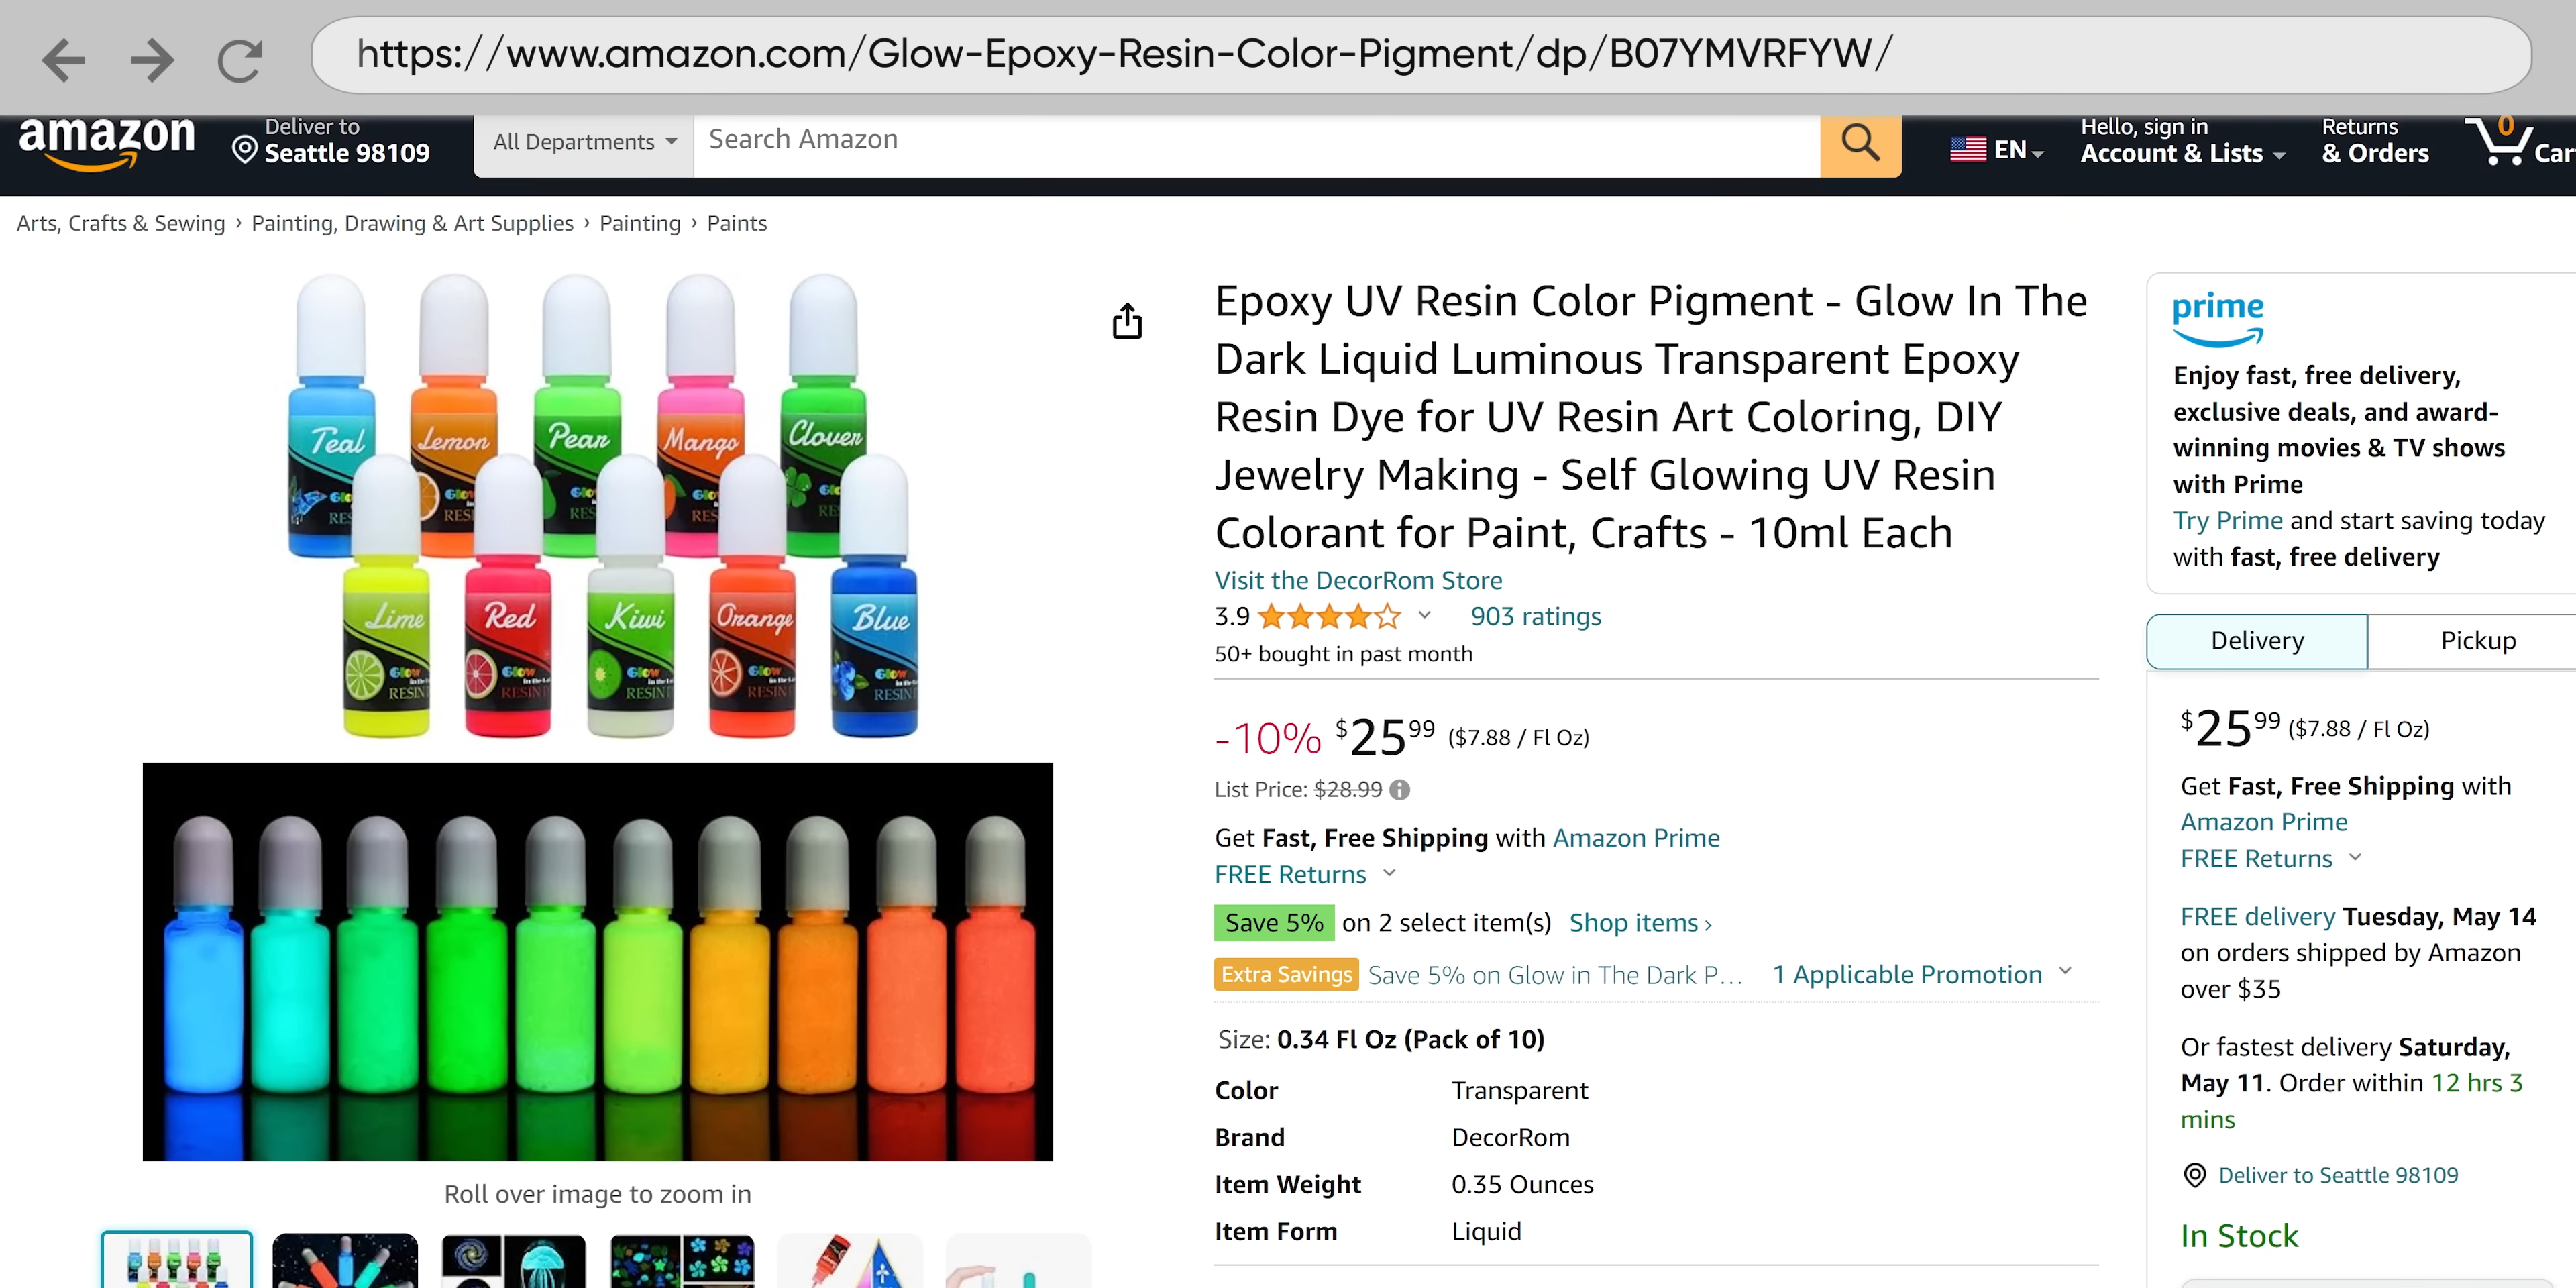 https://www.amazon.com/Glow-Epoxy-Resin-Color-Pigment/dp/B07YMVRFYW/
amazon
Deliver to
Seattle 98109
All Departments
Search Amazon
EN
Hello, sign in
Account & Lists
Returns
& Orders
0
Arts, Crafts & Sewing › Painting, Drawing & Art Supplies › Painting › Paints
Teal
Lemon
Pear
Mango
Clover
Lime
Red
Kiwi
Orange
Blue
Glow
RESIN
Glow
RESIN
Glow
RESIN
Glow
RESIN
Glow
RESIN
Roll over image to zoom in
Epoxy UV Resin Color Pigment - Glow In The
Dark Liquid Luminous Transparent Epoxy
Resin Dye for UV Resin Art Coloring, DIY
Jewelry Making - Self Glowing UV Resin
Colorant for Paint, Crafts - 10ml Each
Visit the DecorRom Store
3.9 903 ratings
50+ bought in past month
-10% $25.99 ($7.88 / Fl Oz)
List Price: $28.99
Get Fast, Free Shipping with Amazon Prime
FREE Returns
Save 5% on 2 select item(s) Shop items ›
Extra Savings Save 5% on Glow in The Dark P… 1 Applicable Promotion
Size: 0.34 Fl Oz (Pack of 10)
Color Transparent
Brand DecorRom
Item Weight 0.35 Ounces
Item Form Liquid
prime
Enjoy fast, free delivery,
exclusive deals, and award-
winning movies & TV shows
with Prime
Try Prime and start saving today
with fast, free delivery
Delivery
Pickup
$25.99 ($7.88 / Fl Oz)
Get Fast, Free Shipping with
Amazon Prime
FREE Returns
FREE delivery Tuesday, May 14
on orders shipped by Amazon
over $35
Or fastest delivery Saturday,
May 11. Order within 12 hrs 3
mins
Deliver to Seattle 98109
In Stock